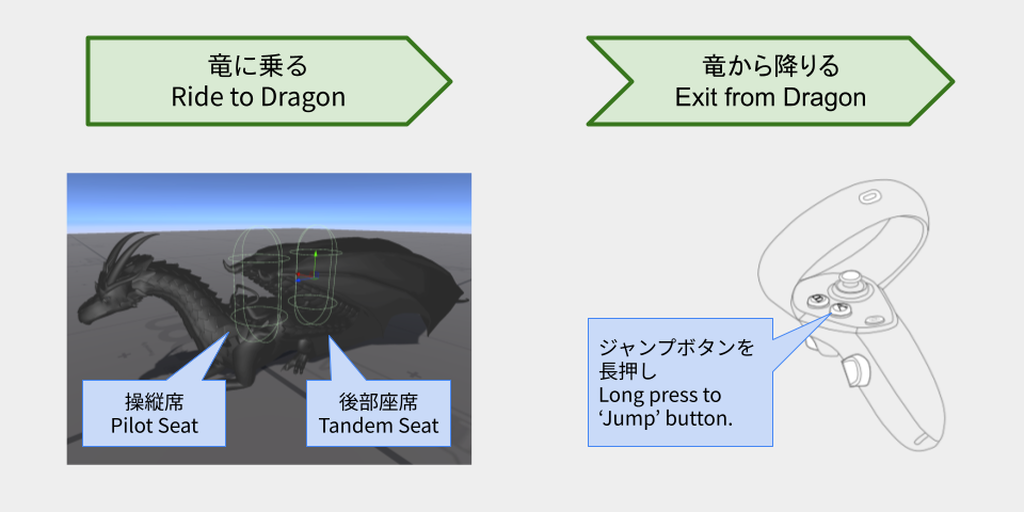 竜に乗る
Ride to Dragon
竜から降りる
Exit from Dragon
操縦席
Pilot Seat
後部座席
Tandem Seat
ジャンプボタンを
長押し
Long press to
‘Jump’ button.